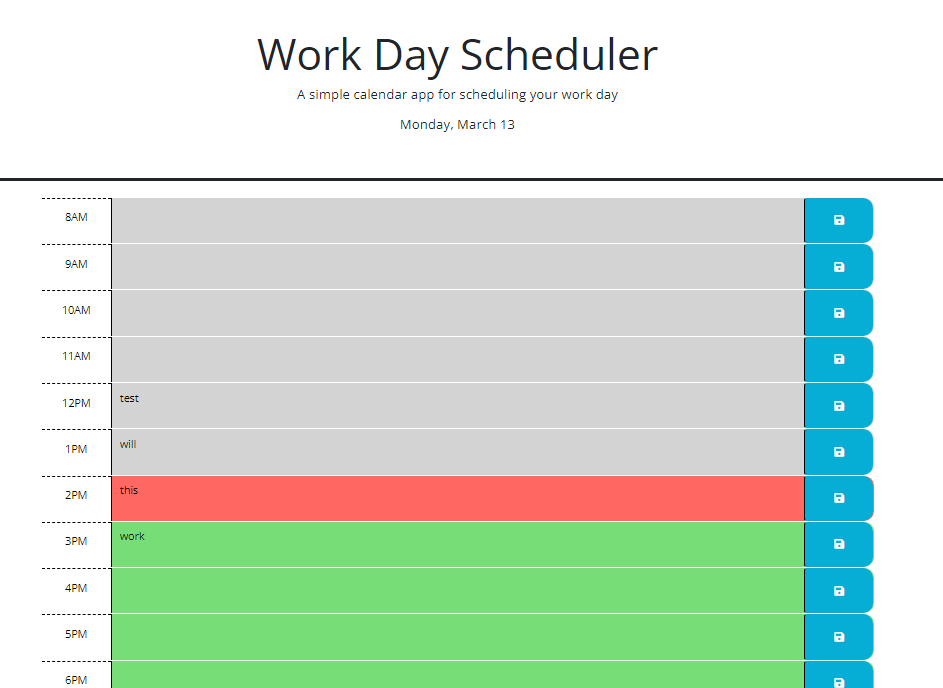 Work Day Scheduler
A simple calendar app for scheduling your work day
Monday, March 13
8AM
9AM
10AM
11AM
12PM test
1PM will
2PM this
3PM work
4PM
5PM
6PM